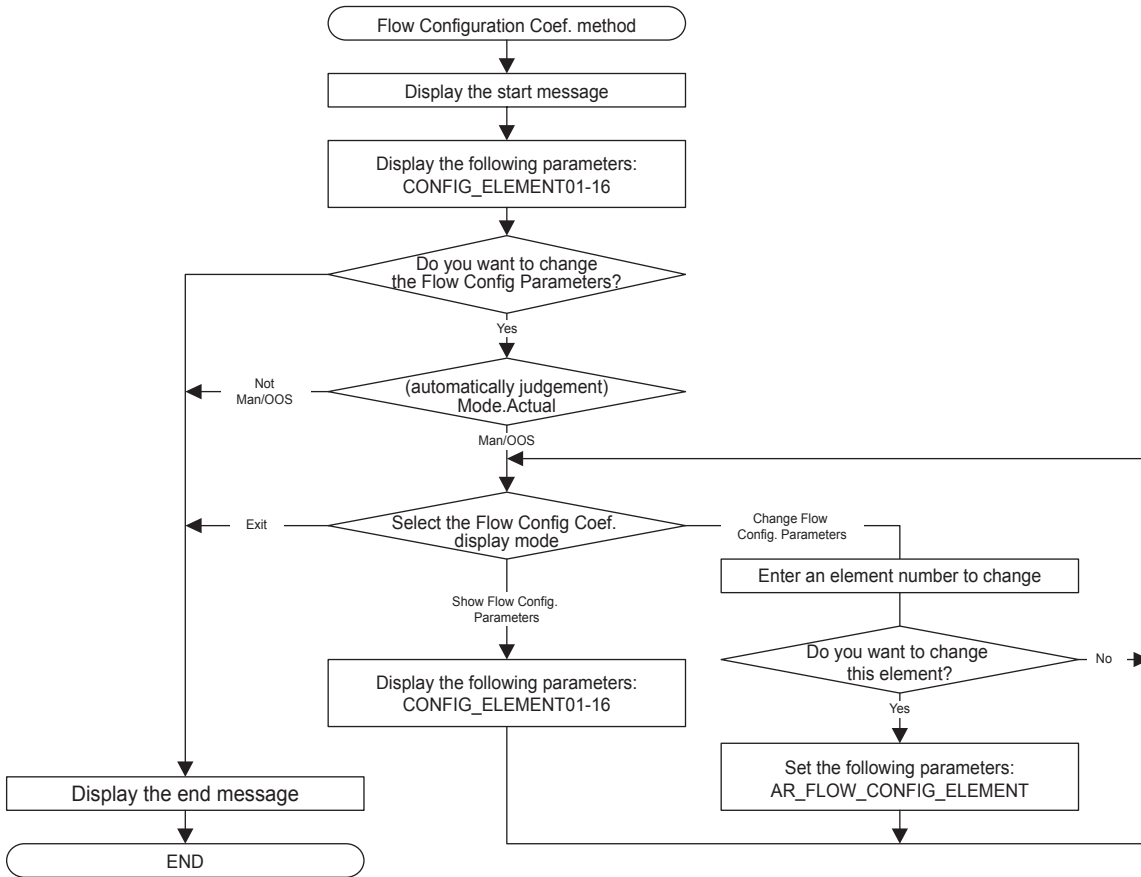 Flow Configuration Coef. method
Display the start message
Display the following parameters:
CONFIG_ELEMENT01-16
Do you want to change
the Flow Config Parameters?
Yes
Not
Man/OOS
(automatically judgement)
Mode.Actual
Man/OOS
Exit
Select the Flow Config Coef.
display mode
Change Flow
Config. Parameters
Enter an element number to change
Show Flow Config.
Parameters
Do you want to change
this element?
No
Yes
Display the following parameters:
CONFIG_ELEMENT01-16
Set the following parameters:
AR_FLOW_CONFIG_ELEMENT
Display the end message
END